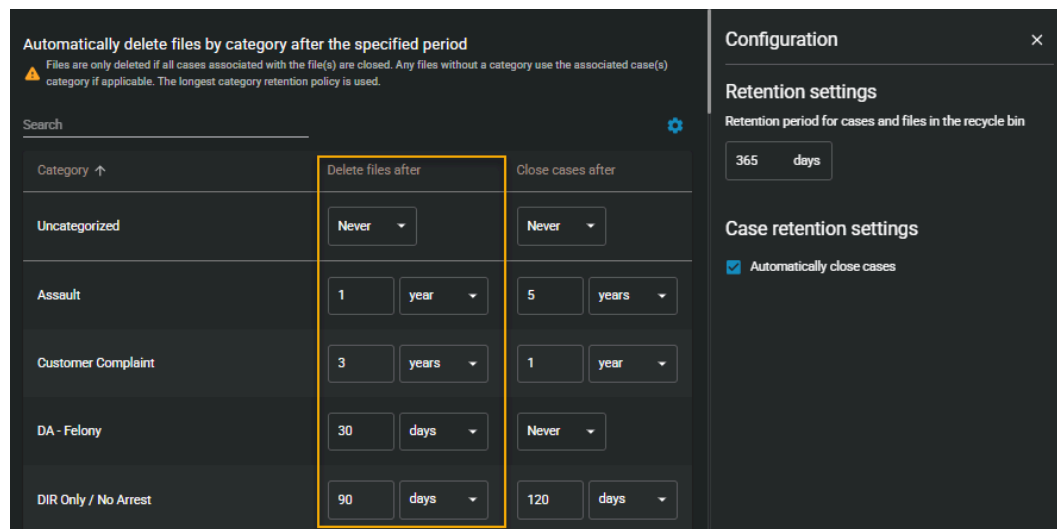 Automatically delete files by category after the specified period
Files are only deleted if all cases associated with the file(s) are closed. Any files without a category use the associated case(s)
category if applicable. The longest category retention policy is used.
Search
Category Delete files after Close cases after
Uncategorized Never Never
Assault 1 year 5 years
Customer Complaint 3 years 1 year
DA - Felony 30 days Never
DIR Only / No Arrest 90 days 120 days
Configuration
Retention settings
Retention period for cases and files in the recycle bin
365 days
Case retention settings
Automatically close cases